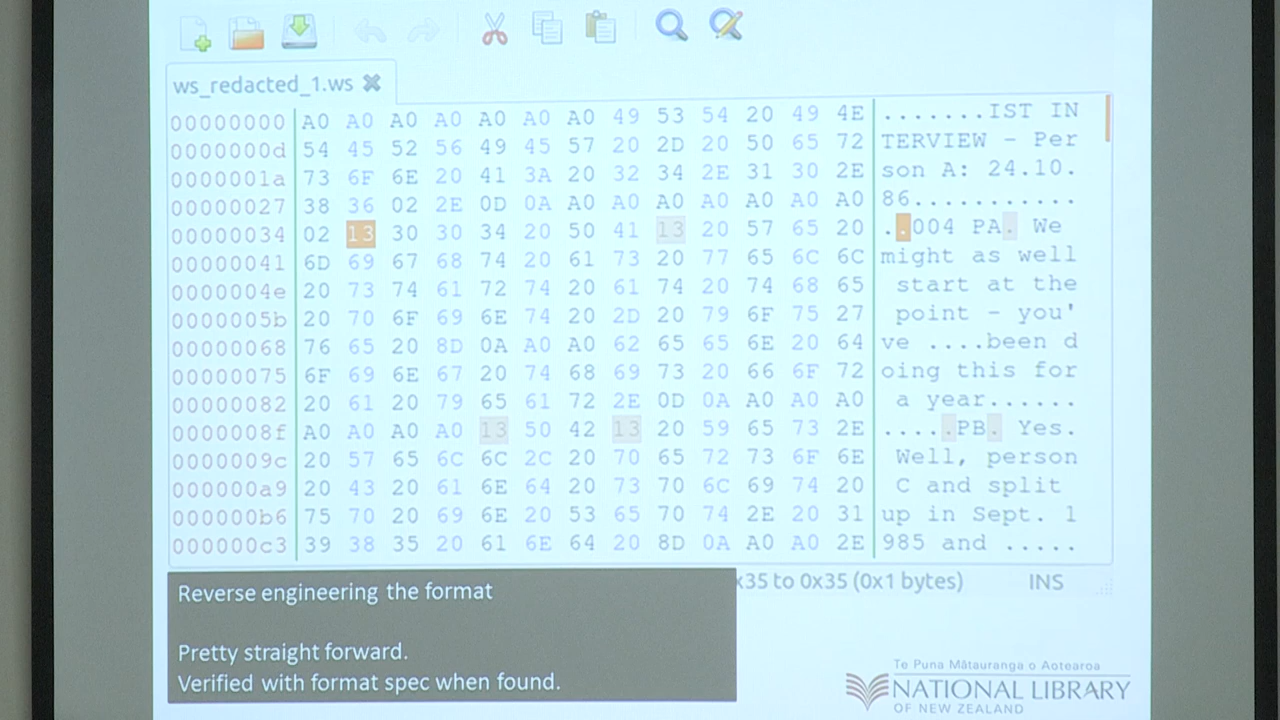 ws_redacted_1.ws
00000000 A0 A0 A0 A0 A0 A0 A0 49 53 54 20 49 4E .......IST IN
0000000d 54 45 52 56 49 45 57 20 2D 20 50 65 72 TERVIEW - Per
0000001a 73 6F 6E 20 41 3A 20 32 34 2E 31 30 2E son A: 24.10.
00000027 38 36 02 2E 0D 0A A0 A0 A0 A0 A0 A0 A0 86...........
00000034 02 13 30 30 34 20 50 41 13 20 57 65 20 ..004 PA. We
00000041 6D 69 67 68 74 20 61 73 20 77 65 6C 6C might as well
0000004e 20 73 74 61 72 74 20 61 74 20 74 68 65 start at the
0000005b 20 70 6F 69 6E 74 20 2D 20 79 6F 75 27 point - you'
00000068 76 65 20 8D 0A A0 A0 62 65 65 6E 20 64 ve ....been d
00000075 6F 69 6E 67 20 74 68 69 73 20 66 6F 72 oing this for
00000082 20 61 20 79 65 61 72 2E 0D 0A A0 A0 A0 a year......
0000008f A0 A0 A0 A0 13 50 42 13 20 59 65 73 2E .....PB. Yes.
0000009c 20 57 65 6C 6C 2C 20 70 65 72 73 6F 6E Well, person
000000a9 20 43 20 61 6E 64 20 73 70 6C 69 74 20 C and split
000000b6 75 70 20 69 6E 20 53 65 70 74 2E 20 31 up in Sept. 1
000000c3 39 38 35 20 61 6E 64 20 8D 0A A0 A0 2E 985 and .....
x35 to 0x35 (0x1 bytes) INS
Reverse engineering the format
Pretty straight forward.
Verified with format spec when found.
Te Puna Mātauranga o Aotearoa
NATIONAL LIBRARY
OF NEW ZEALAND